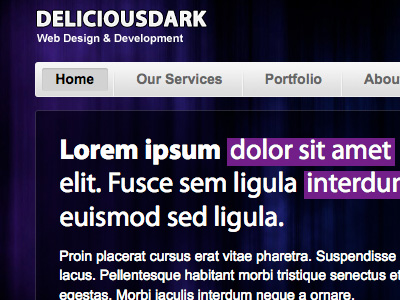 DELICIOUSDARK
Web Design & Development
Home Our Services Portfolio Abou
Lorem ipsum dolor sit amet
elit. Fusce sem ligula interdur
euismod sed ligula.
Proin placerat cursus erat vitae pharetra. Suspendisse
lacus. Pellentesque habitant morbi tristique senectus et
egestas. Morbi iaculis interdum neque a ornare.